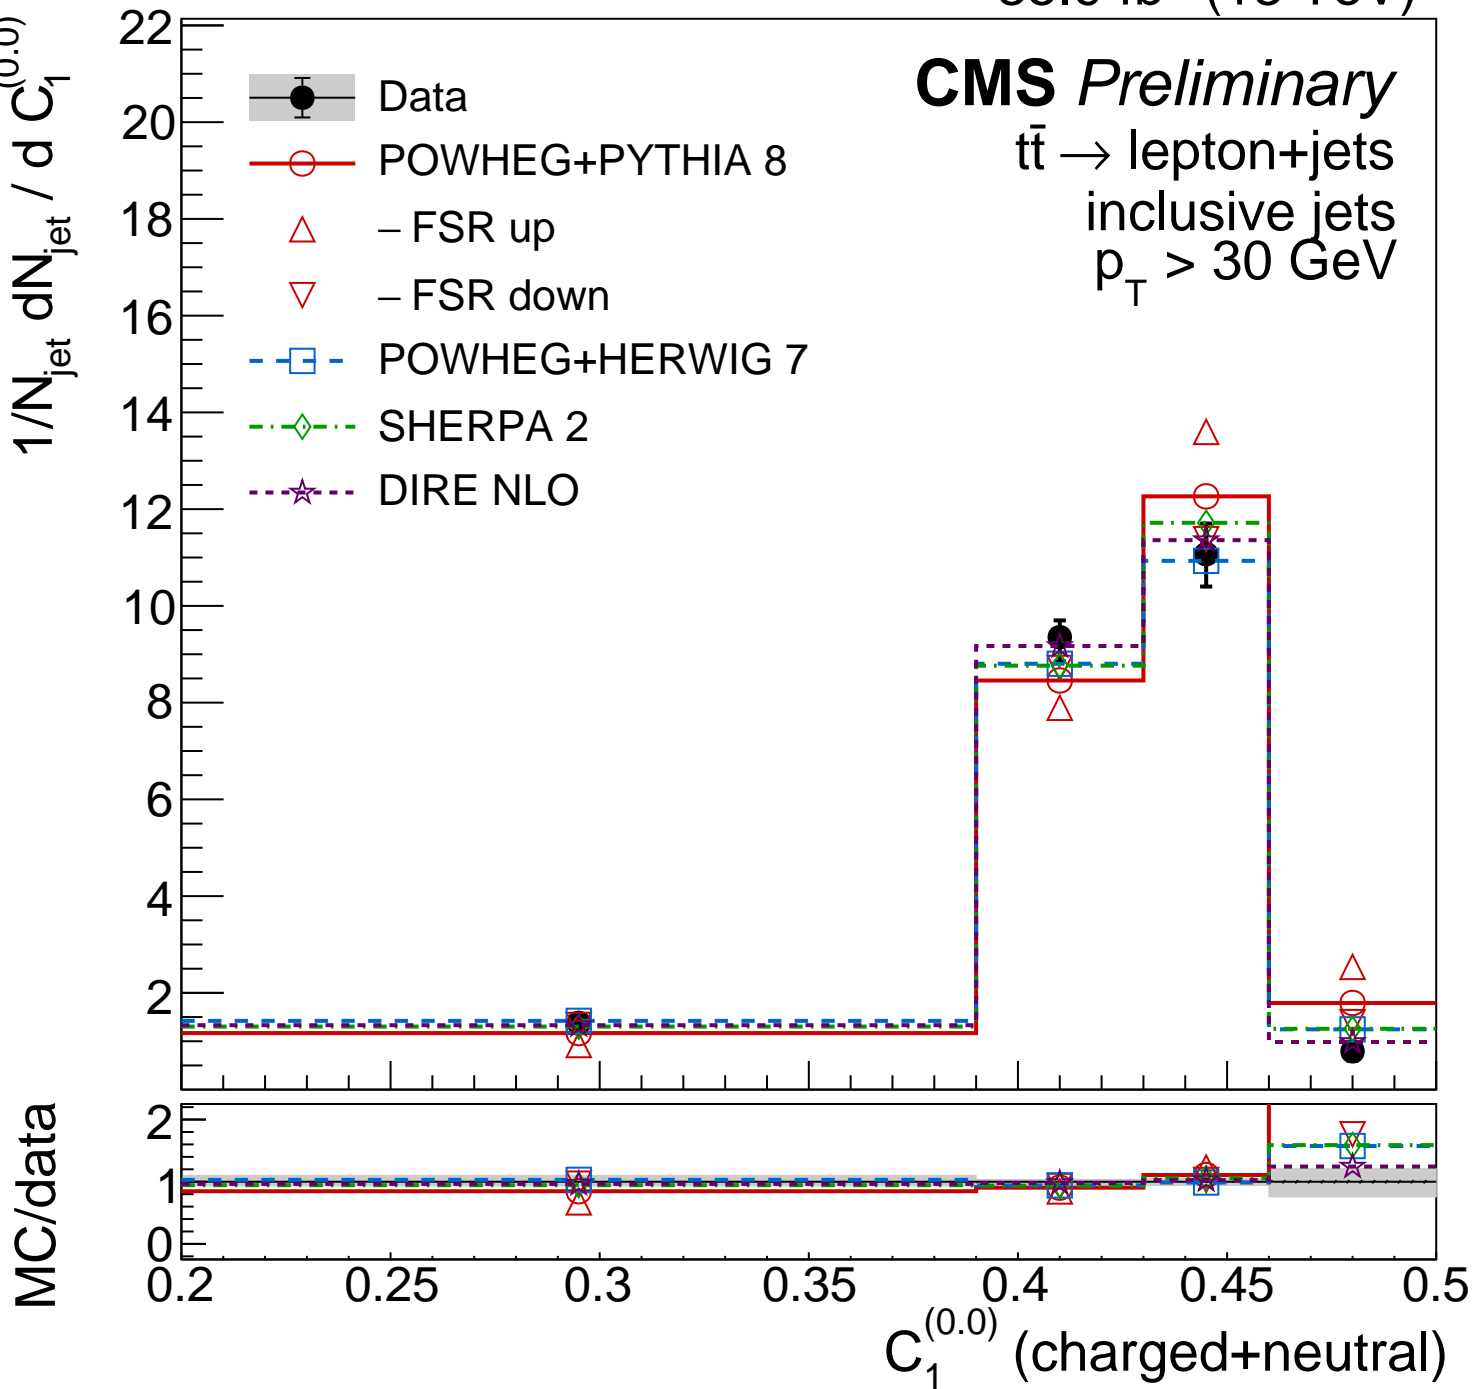 CMS Preliminary
tt̄ → lepton+jets
inclusive jets
p_T > 30 GeV
Data
POWHEG+PYTHIA 8
– FSR up
– FSR down
POWHEG+HERWIG 7
SHERPA 2
DIRE NLO
1/N_jet dN_jet / d C_1^(0.0)
22
20
18
16
14
12
10
8
6
4
2
MC/data
2
1
0
0.2 0.25 0.3 0.35 0.4 0.45 0.5
C_1^(0.0) (charged+neutral)